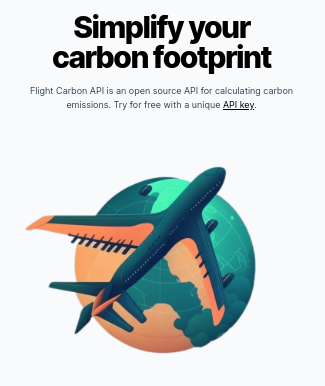 Simplify your
carbon footprint
Flight Carbon API is an open source API for calculating carbon
emissions. Try for free with a unique API key.